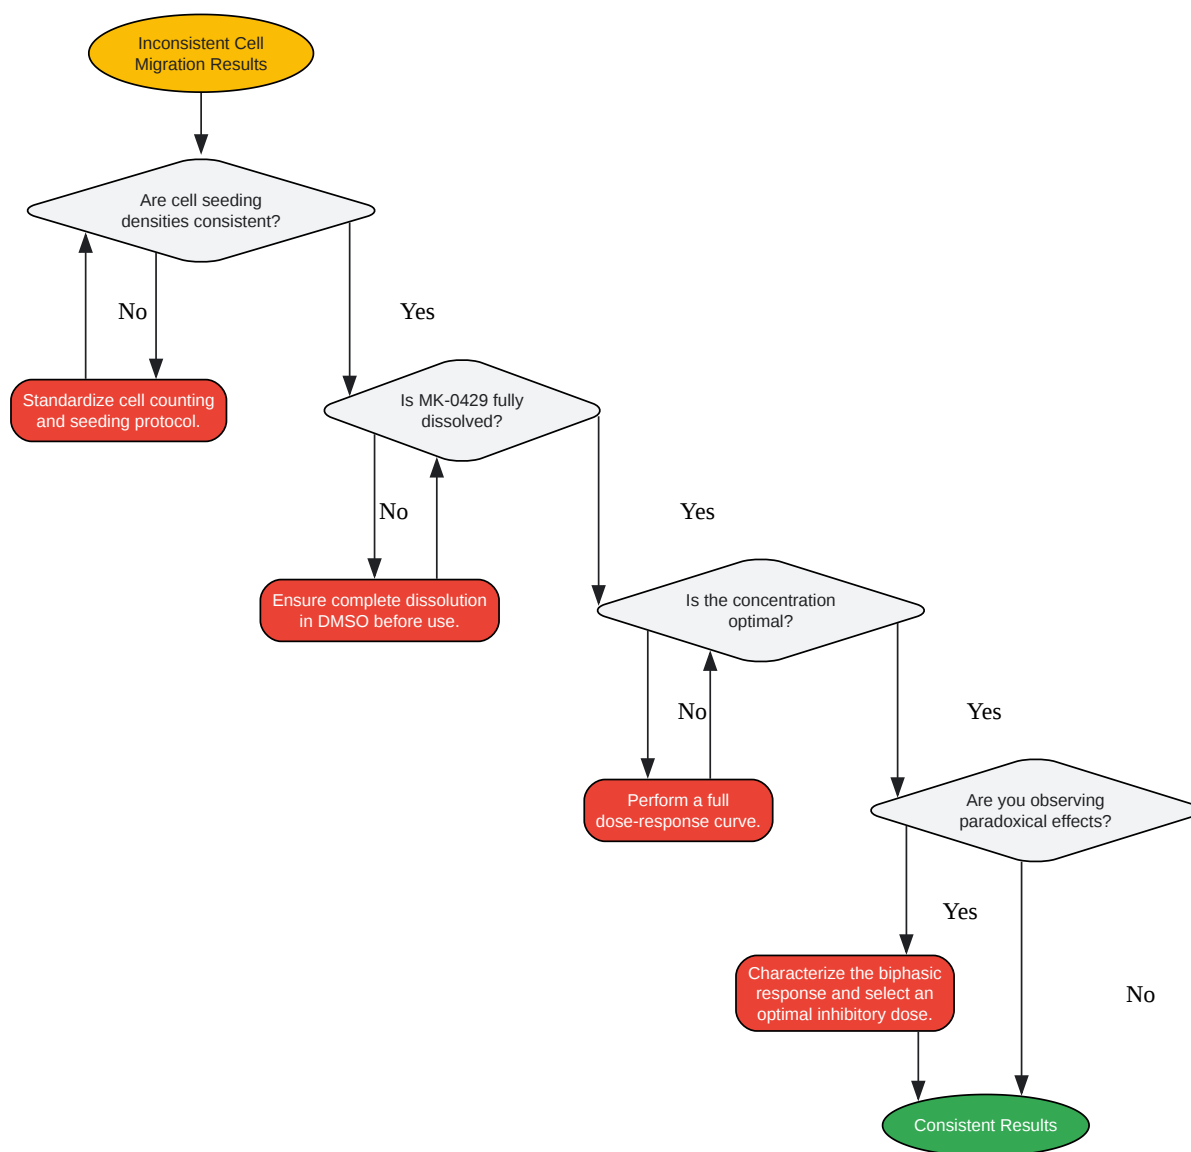 Inconsistent Cell
Migration Results
Are cell seeding
densities consistent?
No
Yes
Standardize cell counting
and seeding protocol.
Is MK-0429 fully
dissolved?
No
Yes
Ensure complete dissolution
in DMSO before use.
Is the concentration
optimal?
No
Yes
Perform a full
dose-response curve.
Are you observing
paradoxical effects?
Yes
No
Characterize the biphasic
response and select an
optimal inhibitory dose.
Consistent Results